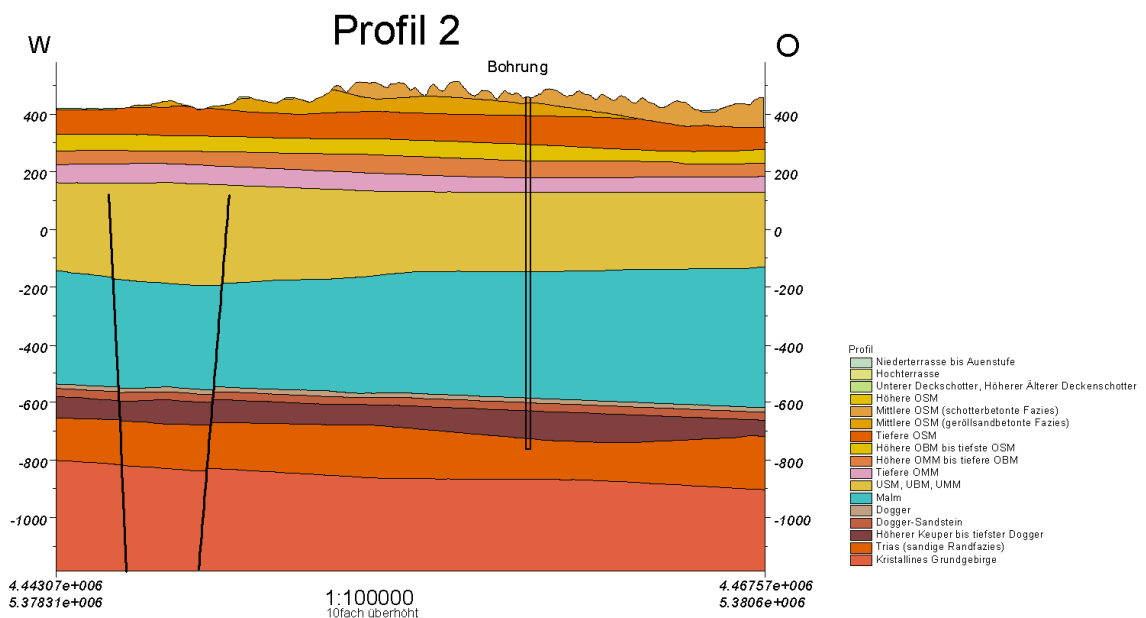 Profil 2
W
O
Bohrung
400
200
0
-200
-400
-600
-800
-1000
400
200
0
-200
-400
-600
-800
-1000
4.44307e+006
5.37831e+006
4.46757e+006
5.3806e+006
1:100000
10fach überhöht
Profil
Niederterrasse bis Auenstufe
Hochterrasse
Unterer Deckschotter, Höherer Älterer Deckenschotter
Höhere OSM
Mittlere OSM (schotterbetonte Fazies)
Mittlere OSM (geröllsandbetonte Fazies)
Tiefere OSM
Höhere OBM bis tiefste OSM
Höhere OMM bis tiefere OBM
Tiefere OMM
USM, UBM, UMM
Malm
Dogger
Dogger-Sandstein
Höherer Keuper bis tiefster Dogger
Trias (sandige Randfazies)
Kristallines Grundgebirge